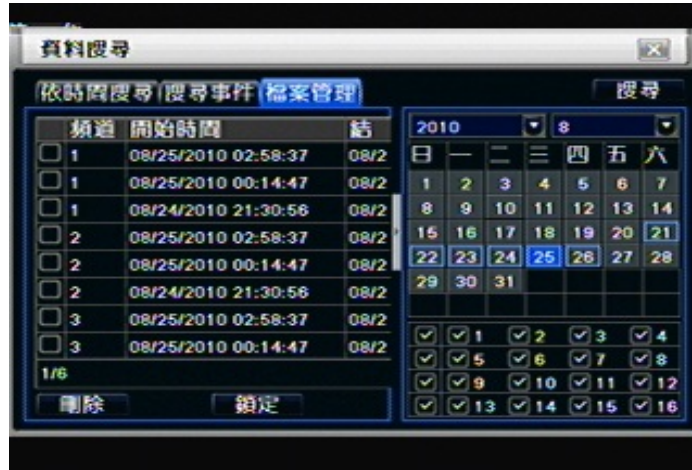 資料搜尋
依時間搜尋 搜尋事件 檔案管理 搜尋
頻道 開始時間 結
1 08/25/2010 02:58:37 08/2
1 08/25/2010 00:14:47 08/2
1 08/24/2010 21:30:56 08/2
2 08/25/2010 02:58:37 08/2
2 08/25/2010 00:14:47 08/2
2 08/24/2010 21:30:56 08/2
3 08/25/2010 02:58:37 08/2
3 08/25/2010 00:14:47 08/2
1/6
刪除 鎖定
2010 8
日 一 二 三 四 五 六
1 2 3 4 5 6 7
8 9 10 11 12 13 14
15 16 17 18 19 20 21
22 23 24 25 26 27 28
29 30 31
1 2 3 4
5 6 7 8
9 10 11 12
13 14 15 16